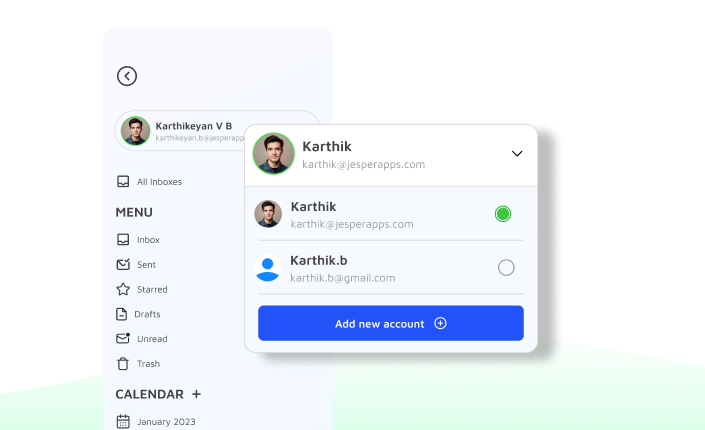 Karthikeyan V B
karthikeyan.b@jesperapp
All Inboxes
MENU
Inbox
Sent
Starred
Drafts
Unread
Trash
CALENDAR +
January 2023
Karthik
karthik@jesperapps.com
Karthik
karthik@jesperapps.com
Karthik.b
karthik.b@gmail.com
Add new account